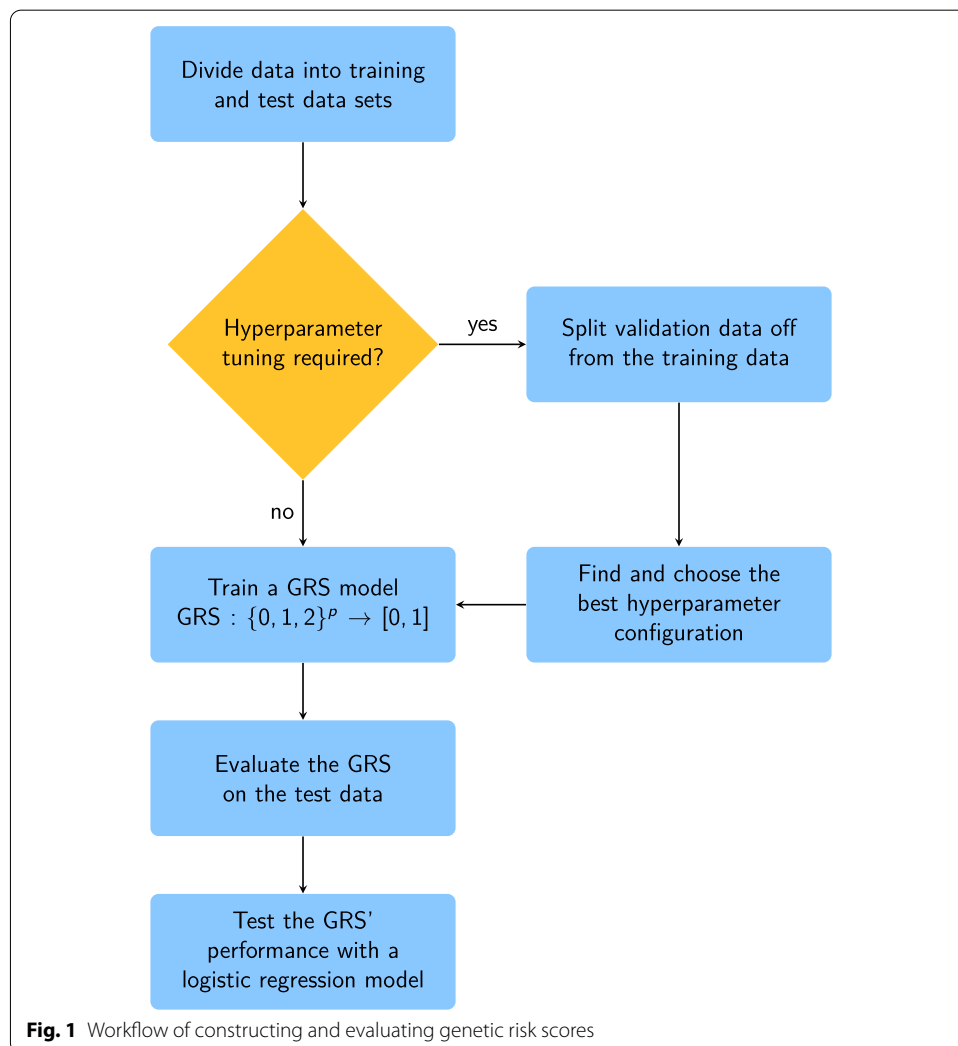 Divide data into training
and test data sets
Hyperparameter
tuning required?
yes
Split validation data off
from the training data
no
Train a GRS model
GRS : {0, 1, 2}ᵖ → [0, 1]
Find and choose the
best hyperparameter
configuration
Evaluate the GRS
on the test data
Test the GRS’
performance with a
logistic regression model
Fig. 1 Workflow of constructing and evaluating genetic risk scores